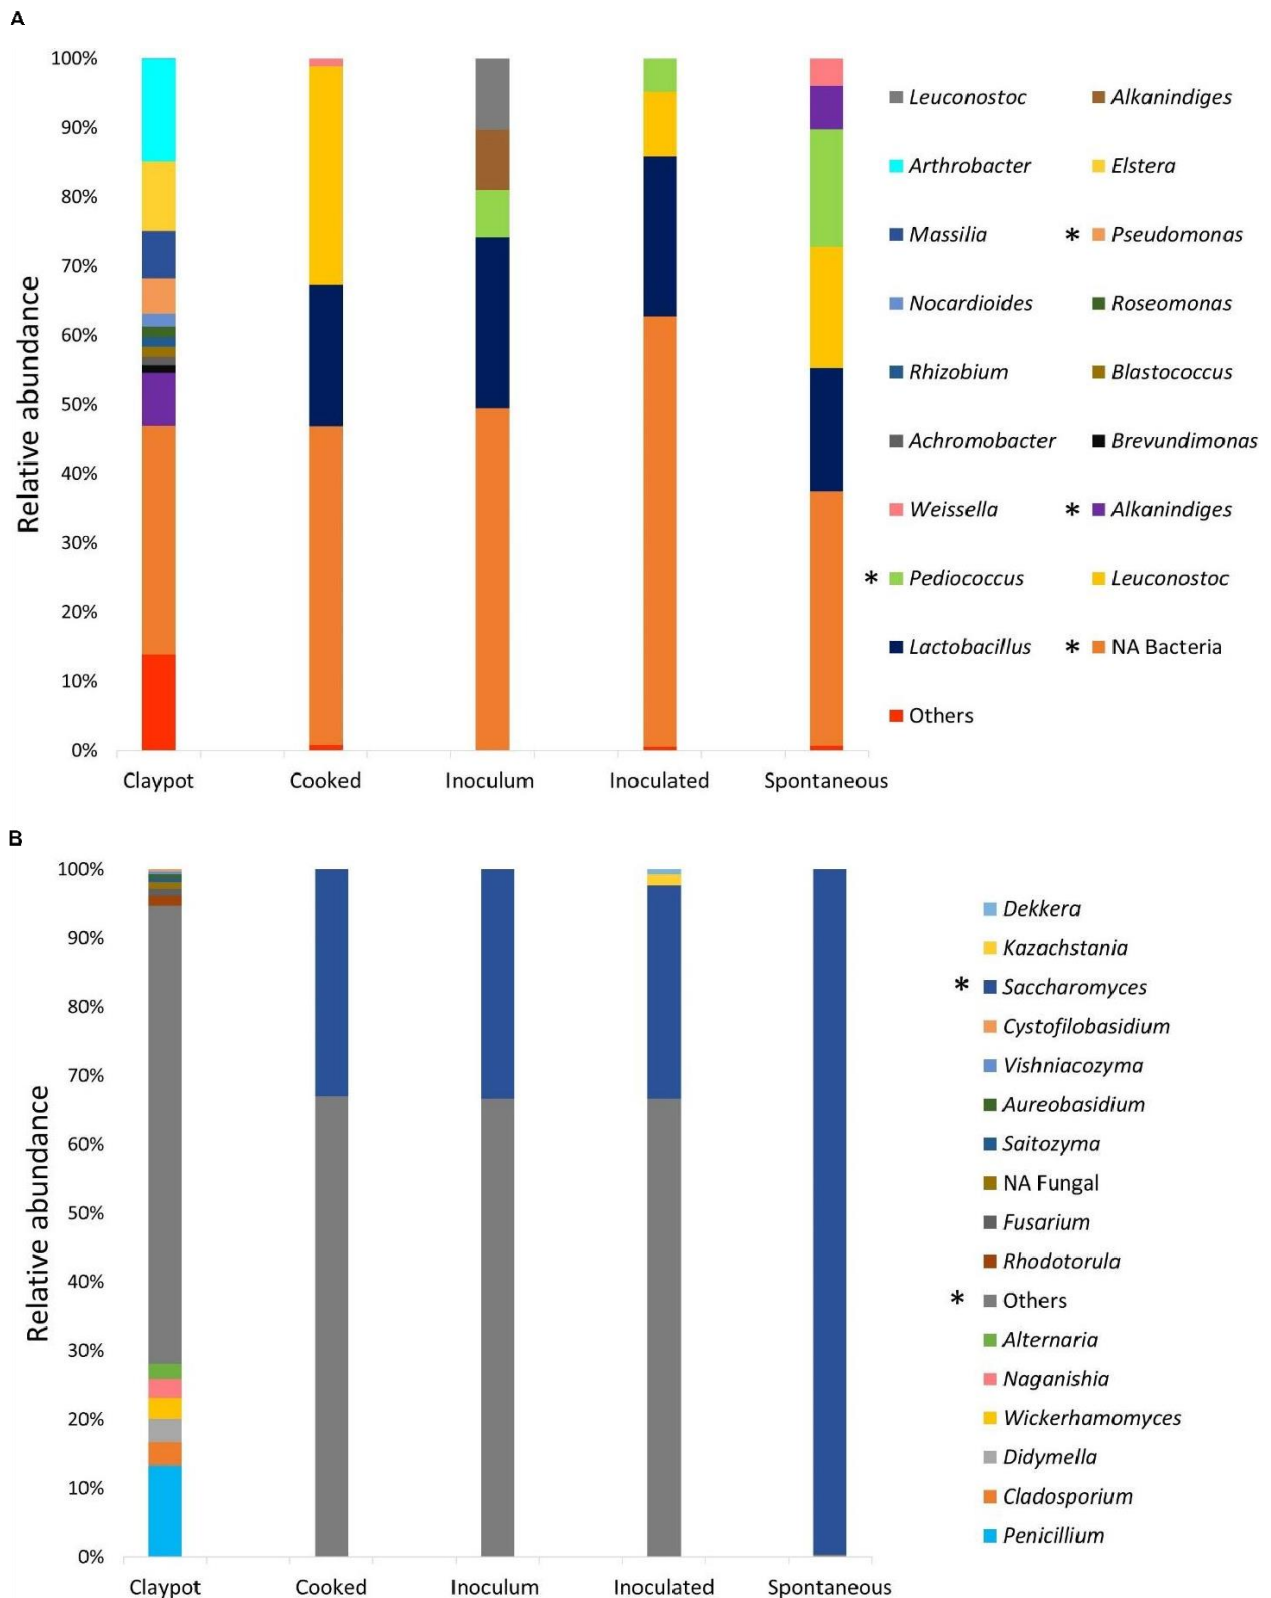 A
100%
90%
80%
70%
60%
50%
40%
30%
20%
10%
0%
Relative abundance
Claypot Cooked Inoculum Inoculated Spontaneous
Leuconostoc Alkanindiges
Arthrobacter Elstera
Massilia * Pseudomonas
Nocardioides Roseomonas
Rhizobium Blastococcus
Achromobacter Brevundimonas
Weissella * Alkanindiges
* Pediococcus Leuconostoc
Lactobacillus * NA Bacteria
Others
B
100%
90%
80%
70%
60%
50%
40%
30%
20%
10%
0%
Relative abundance
Claypot Cooked Inoculum Inoculated Spontaneous
Dekkera
Kazachstania
* Saccharomyces
Cystofilobasidium
Vishniacozyma
Aureobasidium
Saitozyma
NA Fungal
Fusarium
Rhodotorula
* Others
Alternaria
Naganishia
Wickerhamomyces
Didymella
Cladosporium
Penicillium